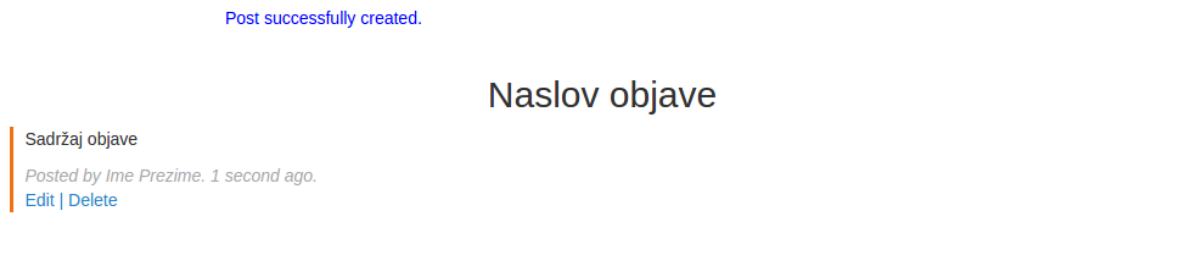 Post successfully created.
Naslov objave
Sadržaj objave
Posted by Ime Prezime. 1 second ago.
Edit | Delete